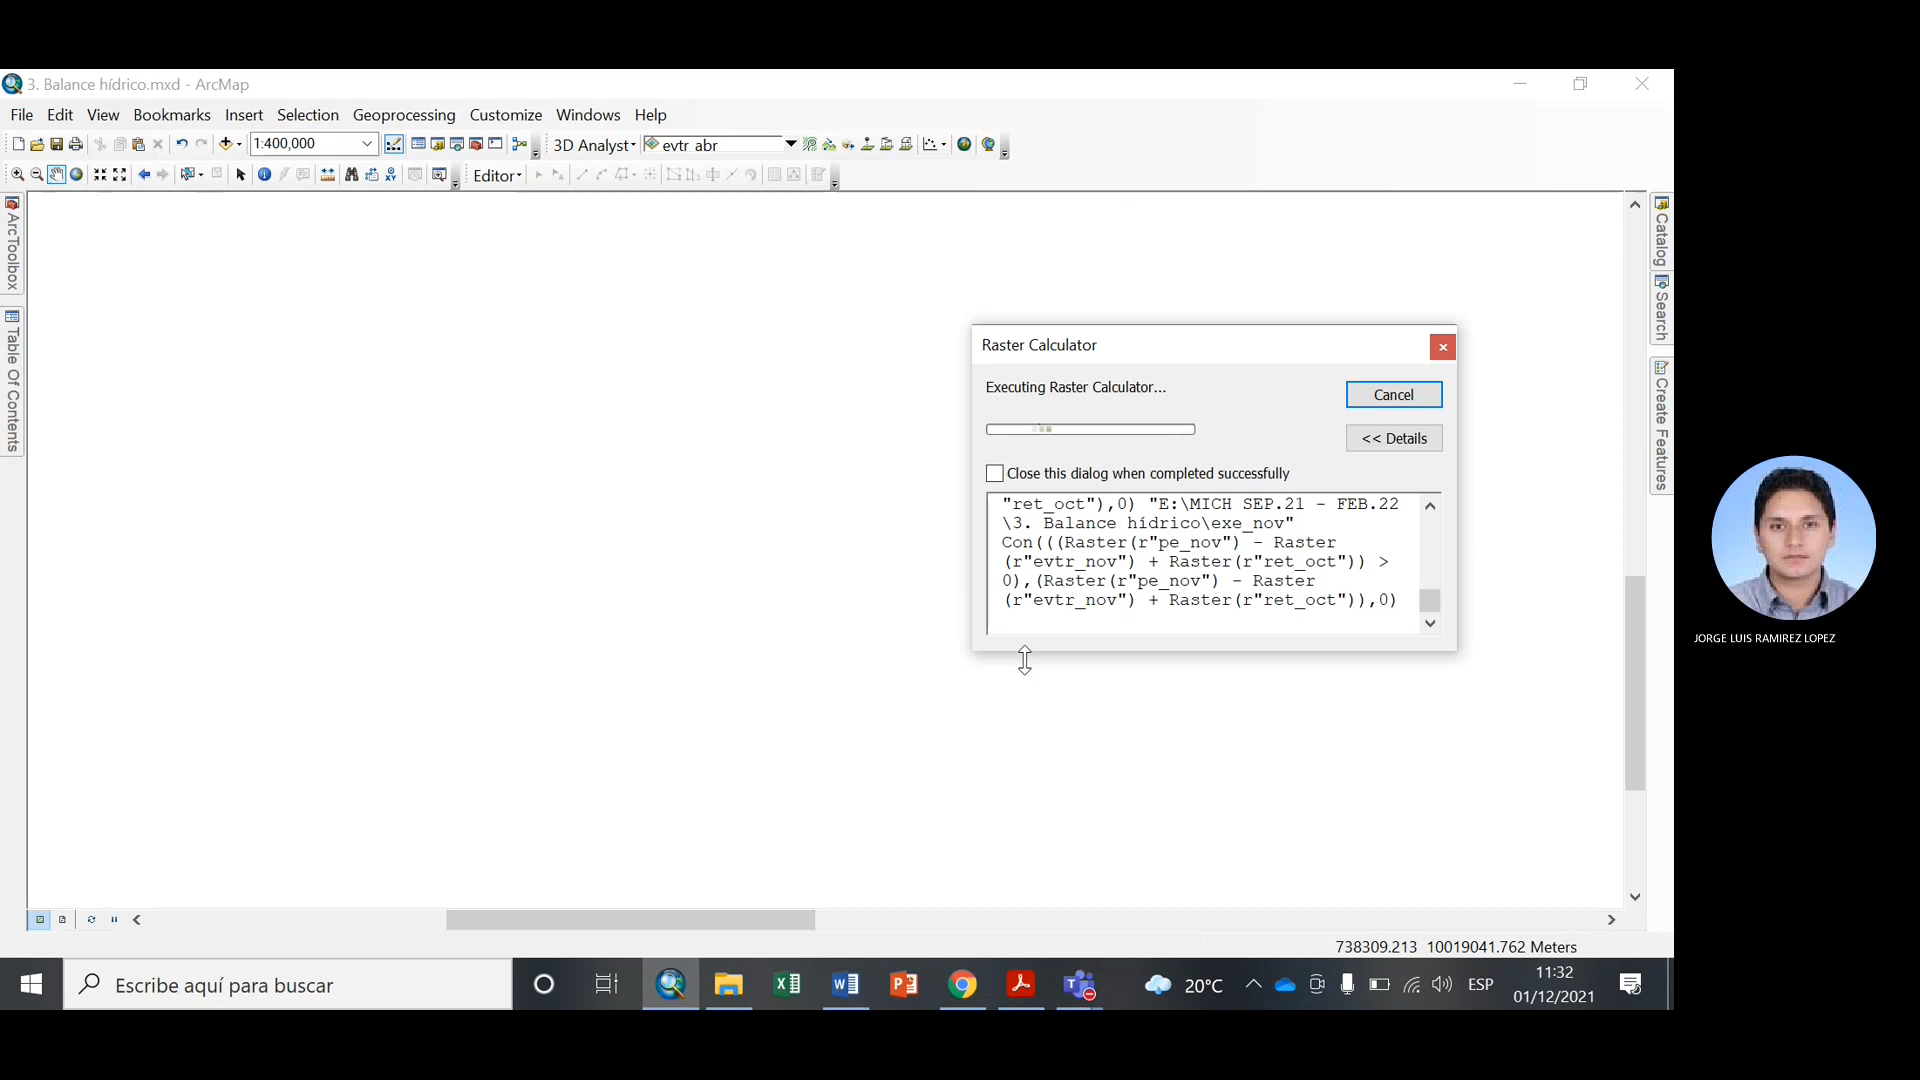 3. Balance hídrico.mxd - ArcMap
File Edit View Bookmarks Insert Selection Geoprocessing Customize Windows Help
1:400,000
3D Analyst
evtr abr
Editor
ArcToolbox
Table Of Contents
Catalog
Search
Create Features
Raster Calculator
Executing Raster Calculator...
Cancel
<< Details
Close this dialog when completed successfully
"ret_oct"),0) "E:\MICH SEP.21 - FEB.22
\3. Balance hídrico\exe_nov"
Con(((Raster(r"pe_nov") - Raster
(r"evtr_nov") + Raster(r"ret_oct")) >
0),(Raster(r"pe_nov") - Raster
(r"evtr_nov") + Raster(r"ret_oct")),0)
JORGE LUIS RAMIREZ LOPEZ
738309.213 10019041.762 Meters
Escribe aquí para buscar
20°C
ESP
11:32
01/12/2021